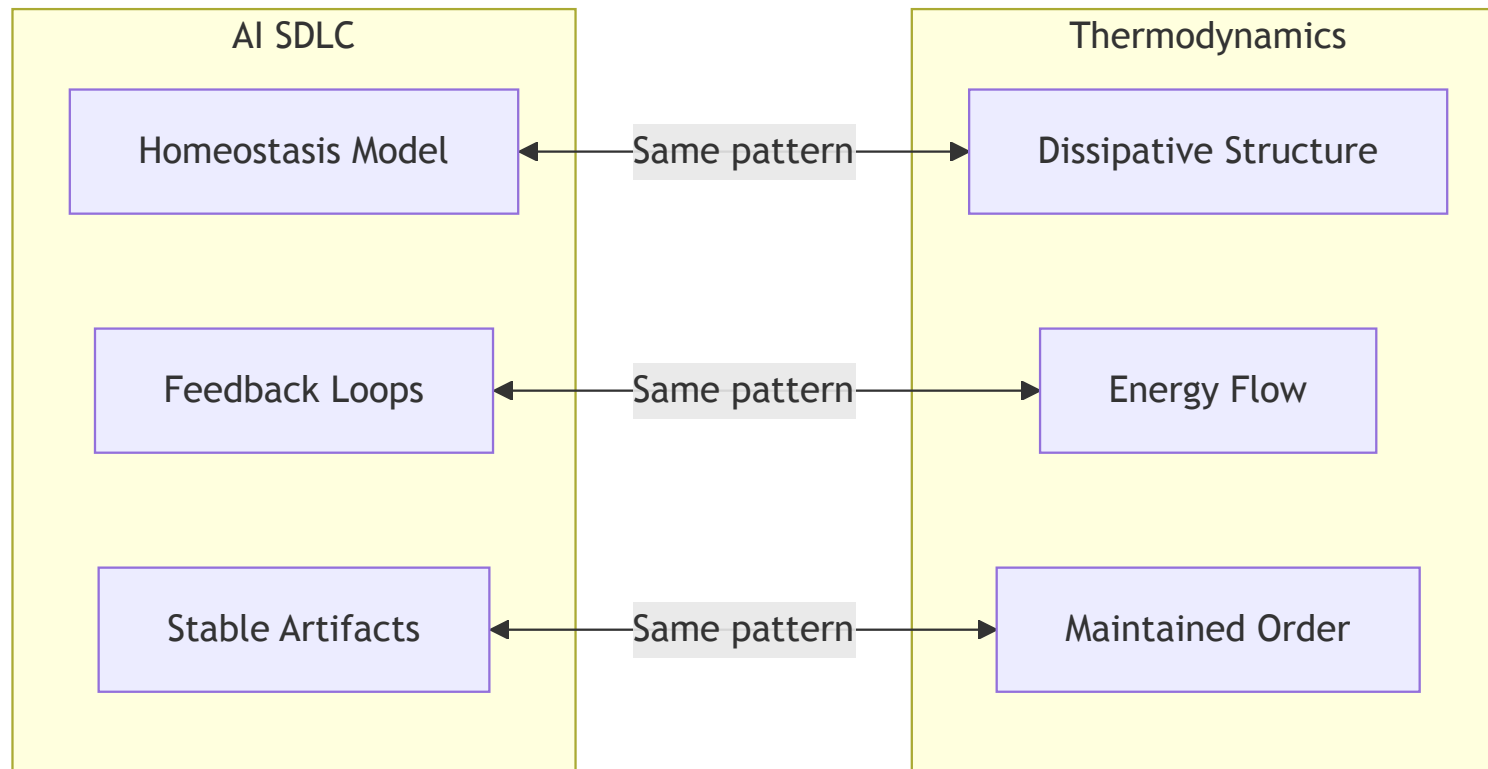 AI SDLC
Thermodynamics
Homeostasis Model
Same pattern
Dissipative Structure
Feedback Loops
Same pattern
Energy Flow
Stable Artifacts
Same pattern
Maintained Order